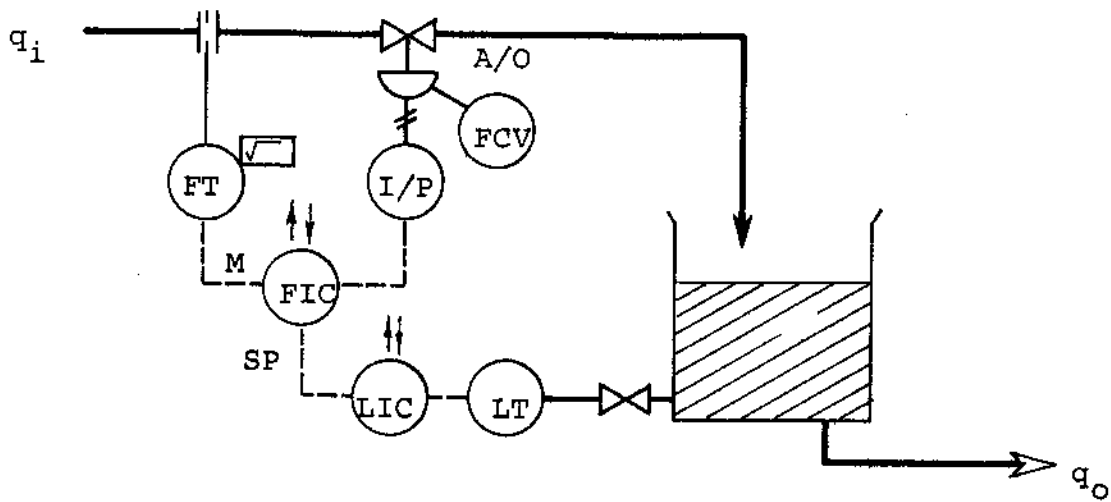 q_i
A/O
FCV
√
FT
I/P
M
FIC
SP
LIC
LT
q_o